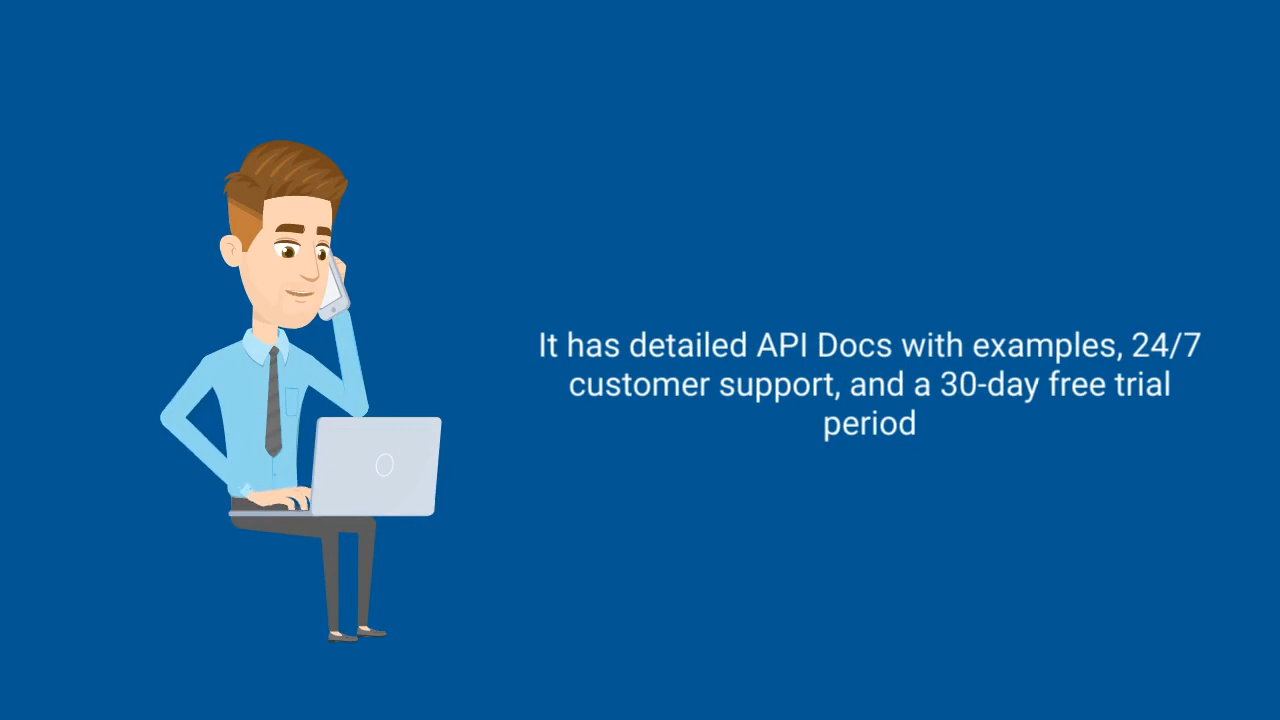 It has detailed API Docs with examples, 24/7
customer support, and a 30-day free trial
period